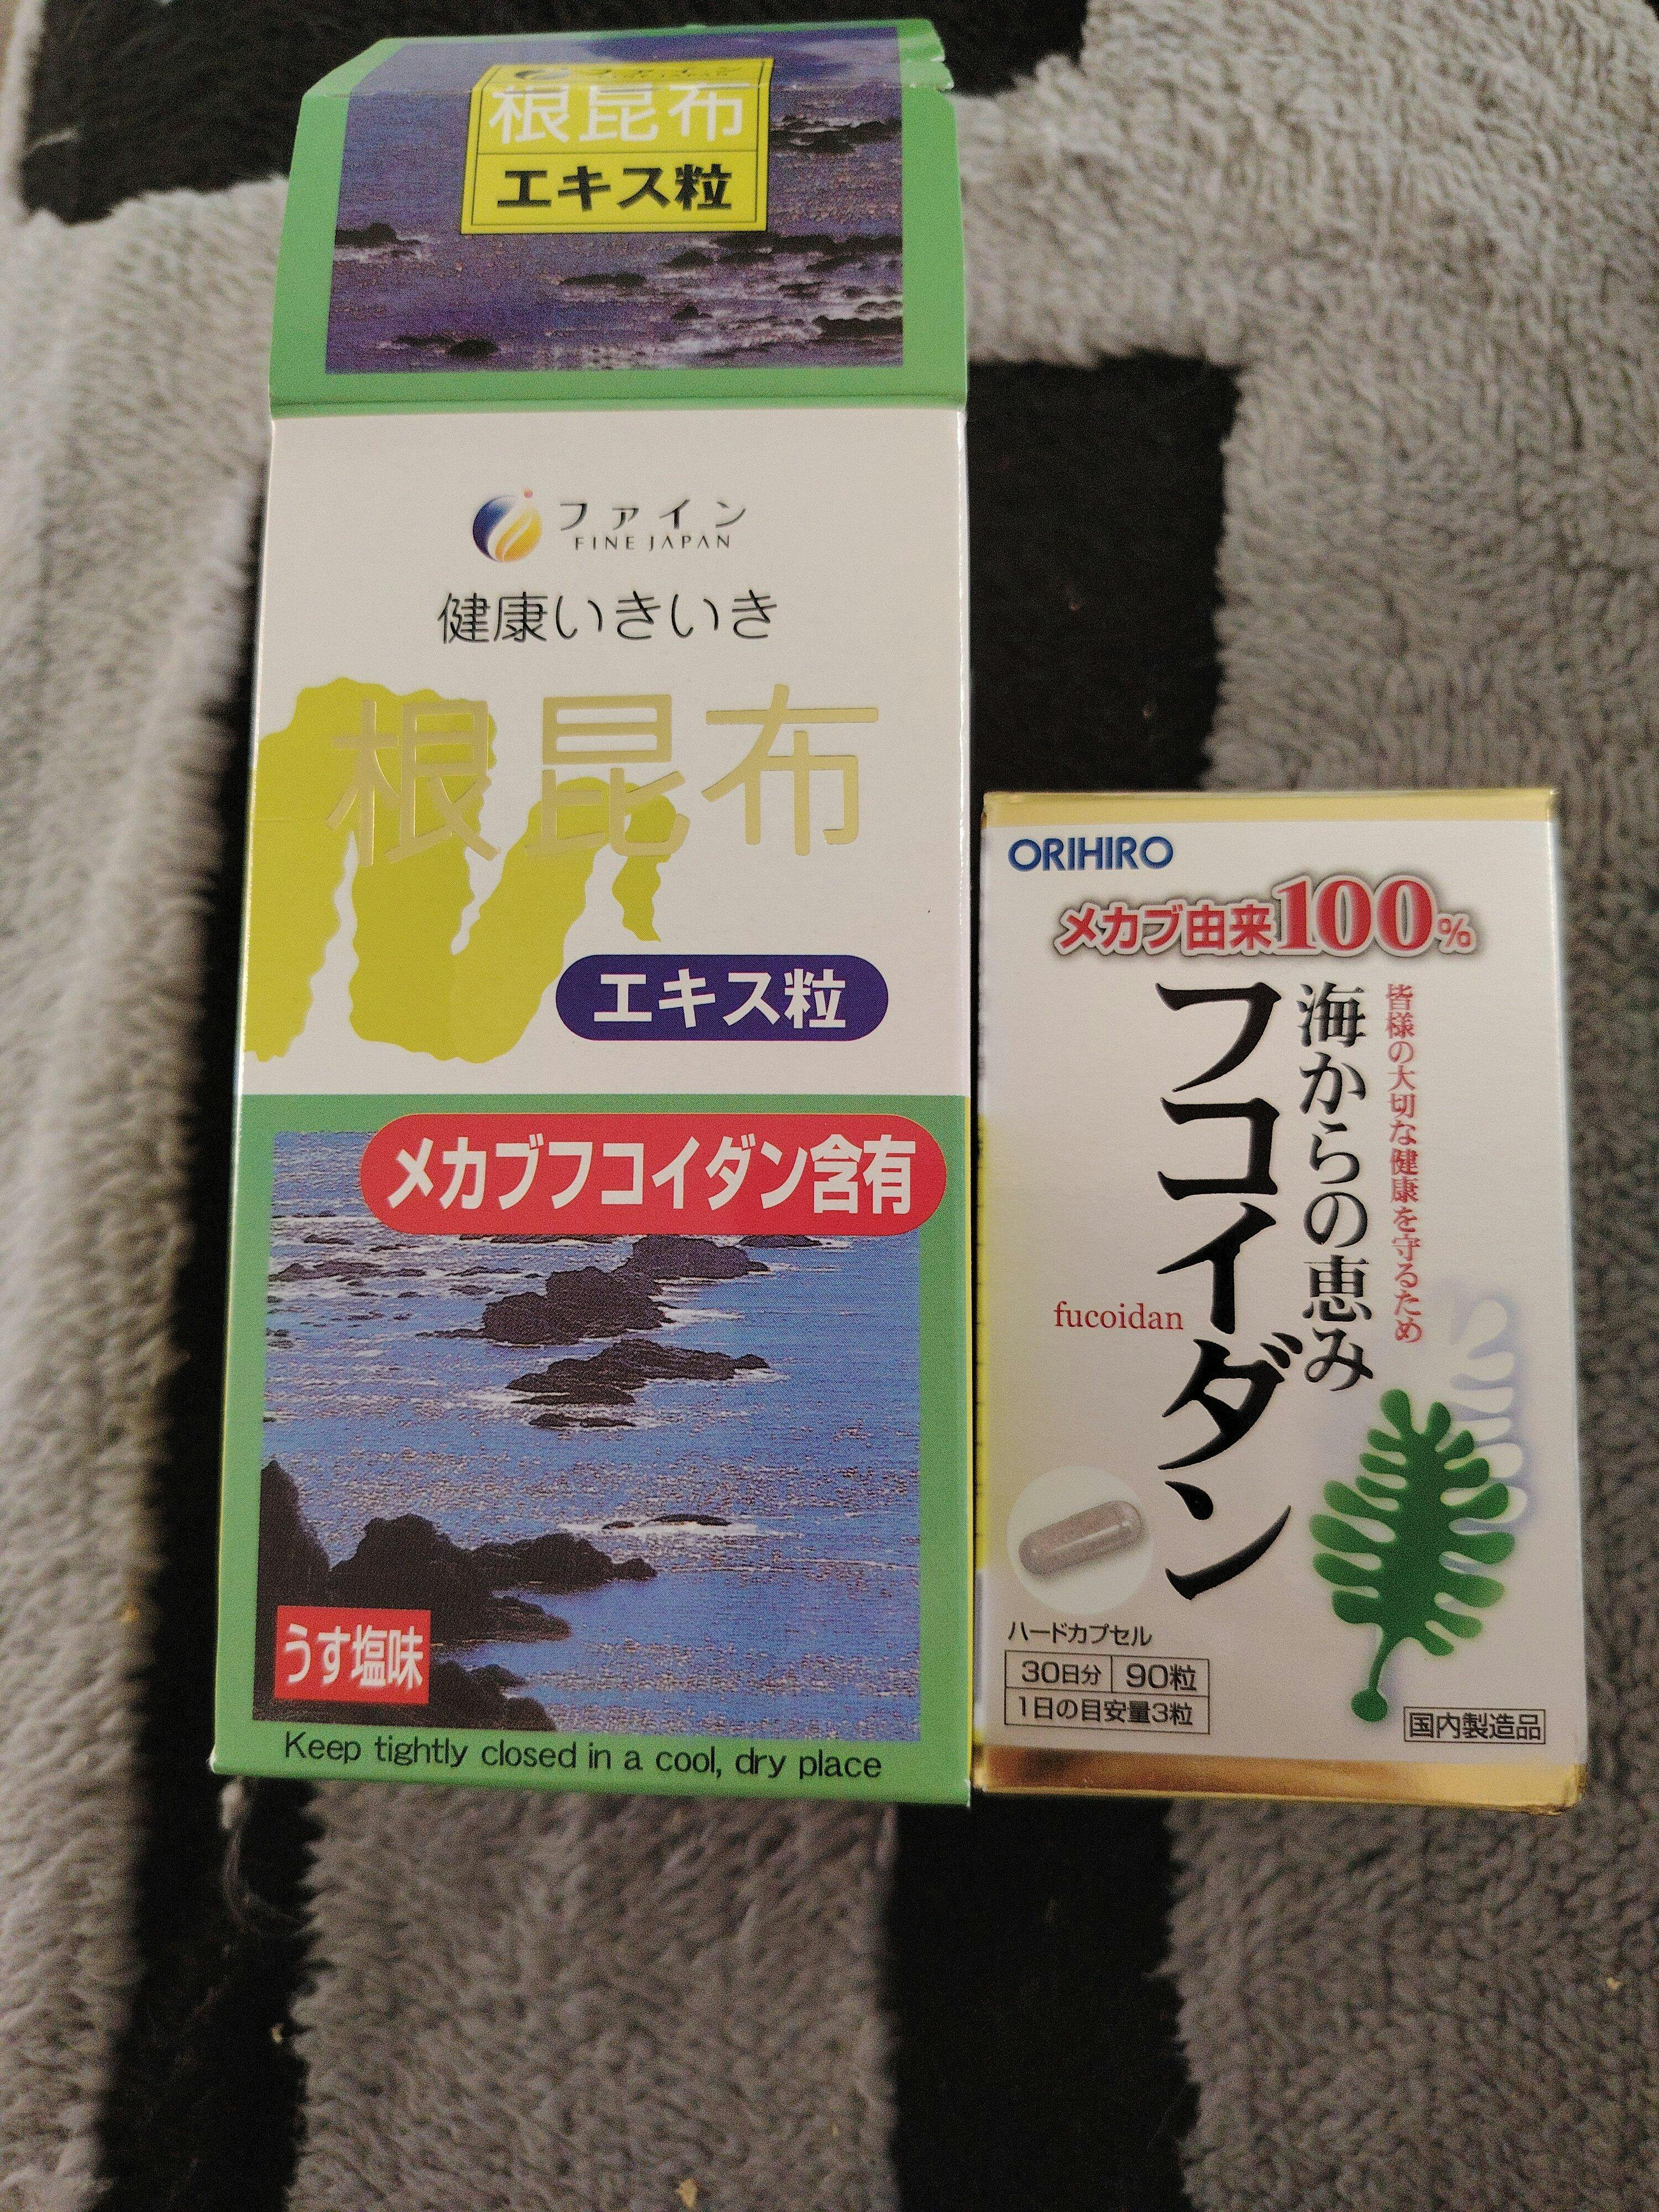 ファイン
根昆布
エキス粒
ファイン
FINE JAPAN
健康いきいき
根昆布
エキス粒
メカブフコイダン含有
うす塩味
Keep tightly closed in a cool, dry place
ORIHIRO
メカブ由来100%
皆様の大切な健康を守るため
海からの恵み
フコイダン
fucoidan
ハードカプセル
30日分 90粒
1日の目安量3粒
国内製造品